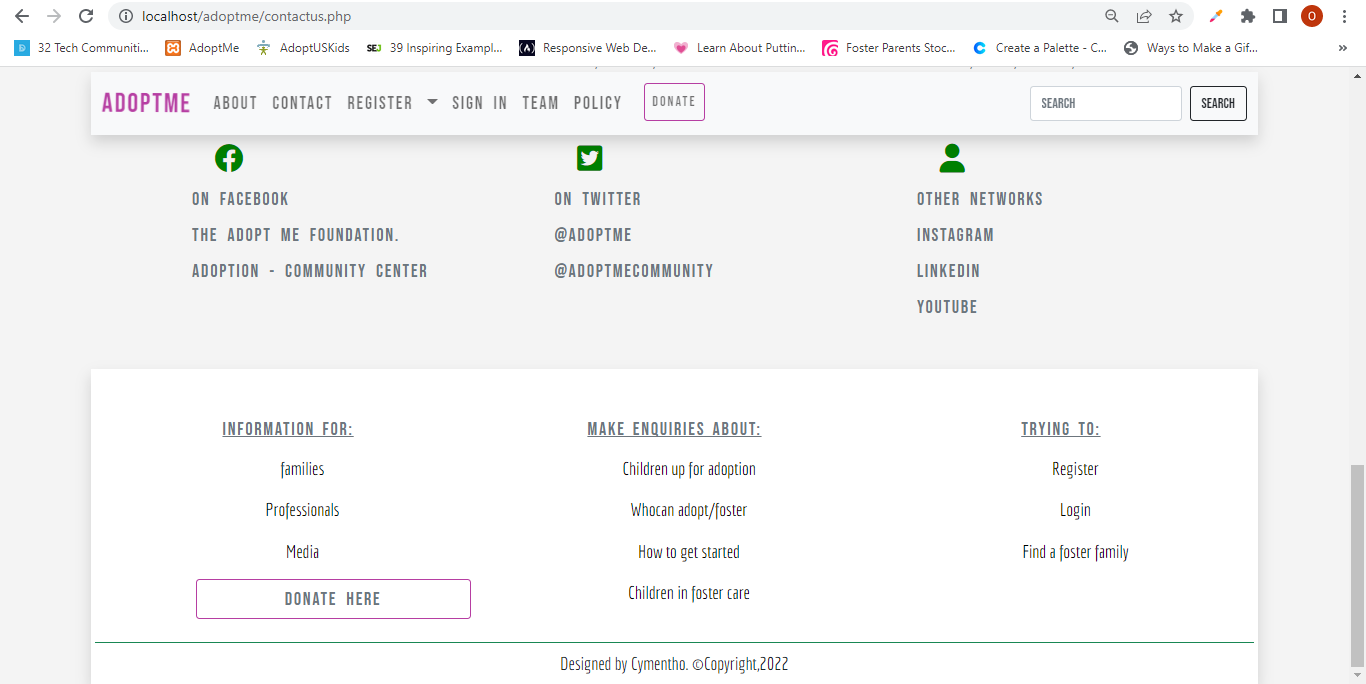 localhost/adoptme/contactus.php
O
32 Tech Communiti...
AdoptMe
AdoptUSKids
SEJ
39 Inspiring Exampl...
Responsive Web De...
Learn About Puttin...
Foster Parents Stoc...
Create a Palette - C...
Ways to Make a Gif...
»
ADOPTME
ABOUT
CONTACT
REGISTER
SIGN IN
TEAM
POLICY
DONATE
SEARCH
SEARCH
ON FACEBOOK
THE ADOPT ME FOUNDATION.
ADOPTION - COMMUNITY CENTER
ON TWITTER
@ADOPTME
@ADOPTMECOMMUNITY
OTHER NETWORKS
INSTAGRAM
LINKEDIN
YOUTUBE
INFORMATION FOR:
families
Professionals
Media
DONATE HERE
MAKE ENQUIRIES ABOUT:
Children up for adoption
Whocan adopt/foster
How to get started
Children in foster care
TRYING TO:
Register
Login
Find a foster family
Designed by Cymentho. ©Copyright,2022